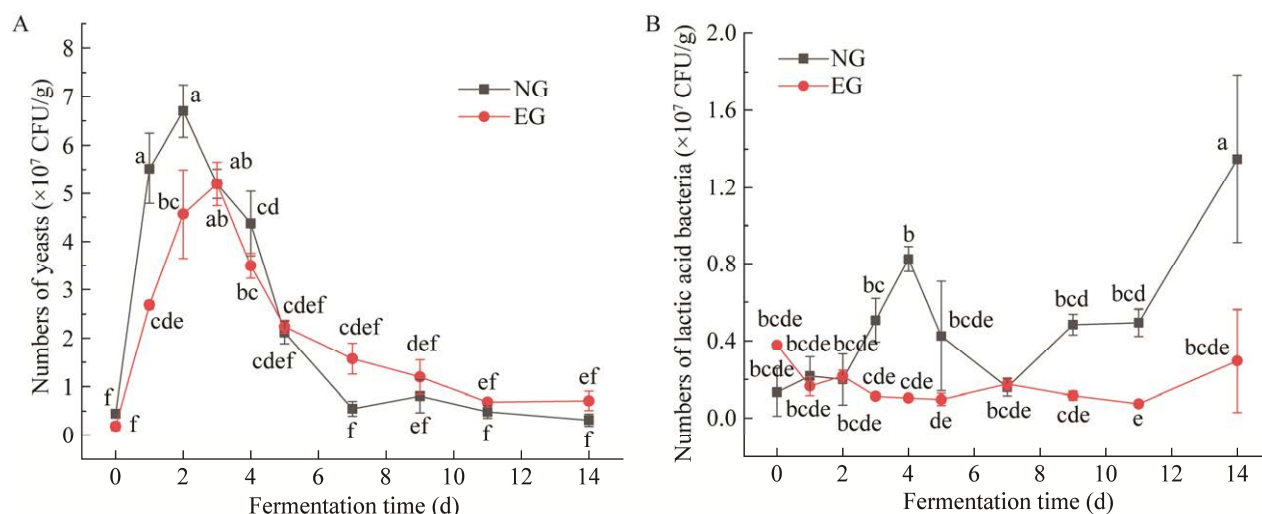 A
Numbers of yeasts (×10⁷ CFU/g)
8
7
6
5
4
3
2
1
0
NG
EG
a
a
ab
bc
ab
cd
cde
bc
cdef
cdef
cdef
def
ef
ef
f
f
f
ef
f
f
0
2
4
6
8
10
12
14
Fermentation time (d)
B
Numbers of lactic acid bacteria (×10⁷ CFU/g)
2.0
1.6
1.2
0.8
0.4
0.0
NG
EG
a
b
bc
bcd
bcd
bcde
bcde
bcde
bcde
bcde
bcde
cde
cde
bcde
bcde
bcde
de
bcde
cde
e
0
2
4
6
8
10
12
14
Fermentation time (d)